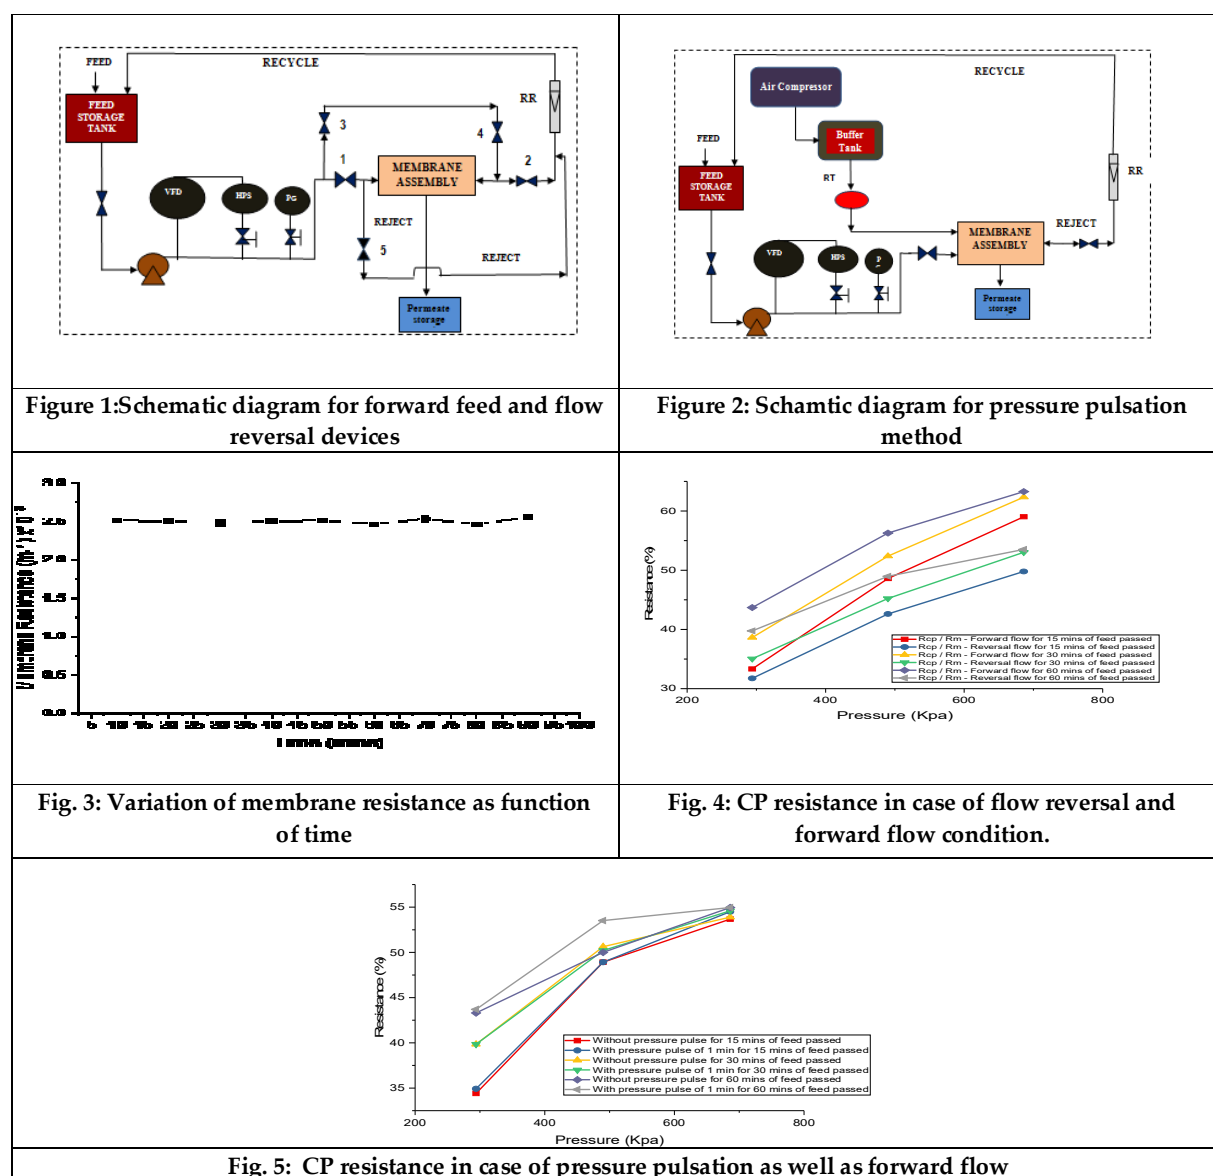 FEED
RECYCLE
FEED
STORAGE
TANK
RR
3
4
1
2
MEMBRANE
ASSEMBLY
VFD
HPS
PG
REJECT
5
REJECT
Permeate
storage
Figure 1:Schematic diagram for forward feed and flow
reversal devices
RECYCLE
Air Compressor
Buffer
Tank
FEED
RT
FEED
STORAGE
TANK
RR
REJECT
MEMBRANE
ASSEMBLY
VFD
HPS
P
Permeate
storage
Figure 2: Schamtic diagram for pressure pulsation
method
Fig. 3: Variation of membrane resistance as function
of time
60
50
40
30
200
400
600
800
Resistance (%)
Pressure (Kpa)
Rcp / Rm - Forward flow for 15 mins of feed passed
Rcp / Rm - Reversal flow for 15 mins of feed passed
Rcp / Rm - Forward flow for 30 mins of feed passed
Rcp / Rm - Reversal flow for 30 mins of feed passed
Rcp / Rm - Forward flow for 60 mins of feed passed
Rcp / Rm - Reversal flow for 60 mins of feed passed
Fig. 4: CP resistance in case of flow reversal and
forward flow condition.
55
50
45
40
35
200
400
600
800
Resistance (%)
Pressure (Kpa)
Without pressure pulse for 15 mins of feed passed
With pressure pulse of 1 min for 15 mins of feed passed
Without pressure pulse for 30 mins of feed passed
With pressure pulse of 1 min for 30 mins of feed passed
Without pressure pulse for 60 mins of feed passed
With pressure pulse of 1 min for 60 mins of feed passed
Fig. 5: CP resistance in case of pressure pulsation as well as forward flow